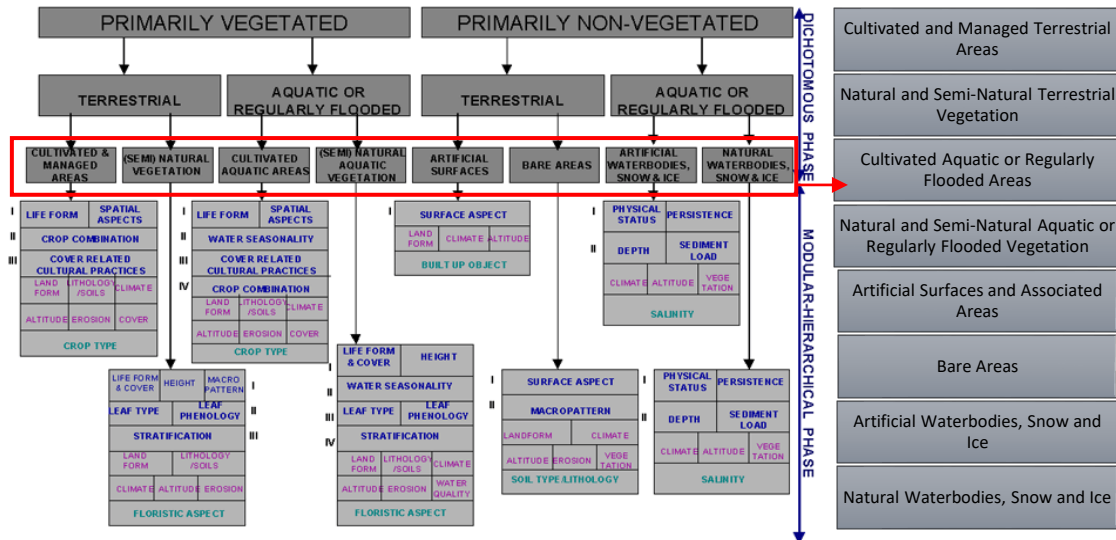 PRIMARILY VEGETATED
PRIMARILY NON-VEGETATED
TERRESTRIAL
AQUATIC OR
REGULARLY FLOODED
TERRESTRIAL
AQUATIC OR
REGULARLY FLOODED
CULTIVATED &
MANAGED
AREAS
(SEMI) NATURAL
VEGETATION
CULTIVATED
AQUATIC AREAS
(SEMI) NATURAL
AQUATIC
VEGETATION
ARTIFICIAL
SURFACES
BARE AREAS
ARTIFICIAL
WATERBODIES,
SNOW & ICE
NATURAL
WATERBODIES,
SNOW & ICE
DICHOTOMOUS PHASE
MODULAR-HIERARCHICAL PHASE
I
II
III
LIFE FORM
SPATIAL
ASPECTS
CROP COMBINATION
COVER RELATED
CULTURAL PRACTICES
LAND
FORM
LITHOLOGY
/SOILS
CLIMATE
ALTITUDE
EROSION
COVER
CROP TYPE
I
II
III
IV
LIFE FORM
SPATIAL
ASPECTS
WATER SEASONALITY
COVER RELATED
CULTURAL PRACTICES
CROP COMBINATION
LAND
FORM
LITHOLOGY
/SOILS
CLIMATE
ALTITUDE
EROSION
COVER
CROP TYPE
I
SURFACE ASPECT
LAND
FORM
CLIMATE
ALTITUDE
BUILT UP OBJECT
I
II
PHYSICAL
STATUS
PERSISTENCE
DEPTH
SEDIMENT
LOAD
CLIMATE
ALTITUDE
VEGE
TATION
SALINITY
LIFE FORM
& COVER
HEIGHT
MACRO
PATTERN
LEAF TYPE
LEAF
PHENOLOGY
STRATIFICATION
LAND
FORM
LITHOLOGY
/SOILS
CLIMATE
ALTITUDE
EROSION
FLORISTIC ASPECT
I
II
III
LIFE FORM
& COVER
HEIGHT
WATER SEASONALITY
LEAF TYPE
LEAF
PHENOLOGY
STRATIFICATION
LAND
FORM
LITHOLOGY
/SOILS
CLIMATE
ALTITUDE
EROSION
WATER
QUALITY
FLORISTIC ASPECT
I
II
III
IV
SURFACE ASPECT
MACROPATTERN
LANDFORM
CLIMATE
ALTITUDE
EROSION
VEGE
TATION
SOIL TYPE/LITHOLOGY
I
II
PHYSICAL
STATUS
PERSISTENCE
DEPTH
SEDIMENT
LOAD
CLIMATE
ALTITUDE
VEGE
TATION
SALINITY
I
II
Cultivated and Managed Terrestrial
Areas
Natural and Semi-Natural Terrestrial
Vegetation
Cultivated Aquatic or Regularly
Flooded Areas
Natural and Semi-Natural Aquatic or
Regularly Flooded Vegetation
Artificial Surfaces and Associated
Areas
Bare Areas
Artificial Waterbodies, Snow and
Ice
Natural Waterbodies, Snow and Ice